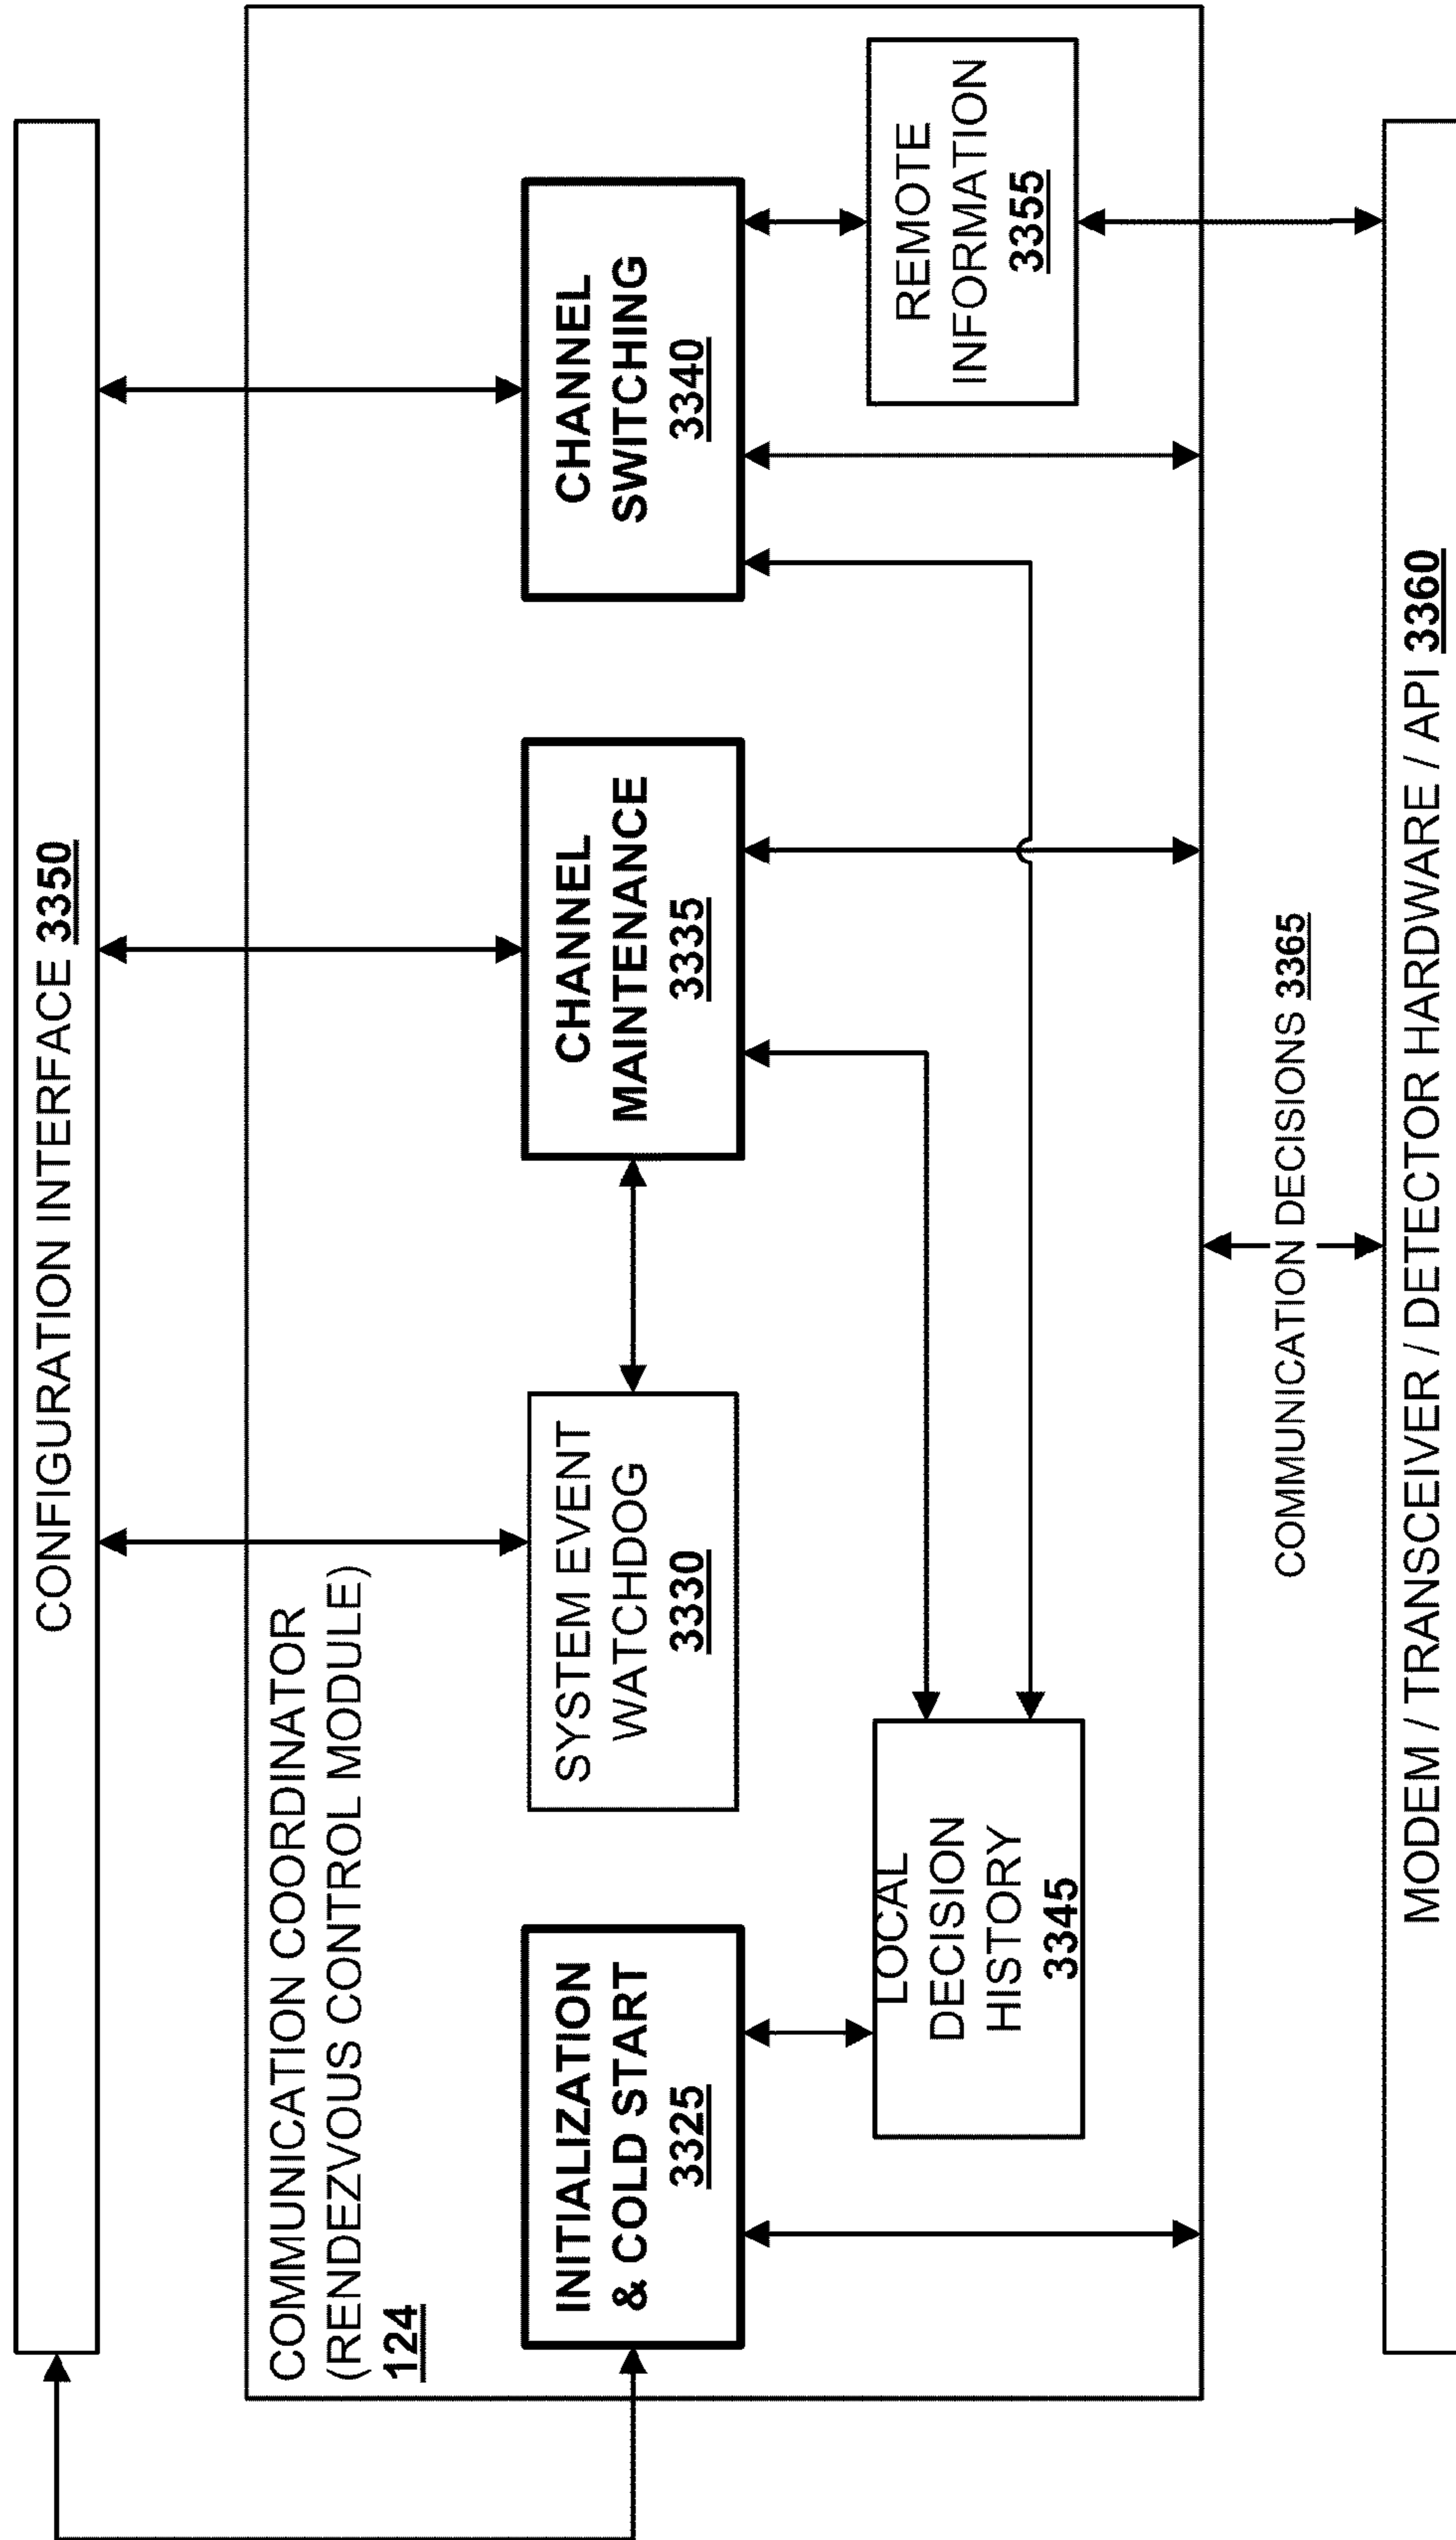 CONFIGURATION INTERFACE 3350
COMMUNICATION COORDINATOR
(RENDEZVOUS CONTROL MODULE)
124
INITIALIZATION
& COLD START
3325
SYSTEM EVENT
WATCHDOG
3330
CHANNEL
MAINTENANCE
3335
CHANNEL
SWITCHING
3340
LOCAL
DECISION
HISTORY
3345
REMOTE
INFORMATION
3355
COMMUNICATION DECISIONS 3365
MODEM / TRANSCEIVER / DETECTOR HARDWARE / API 3360